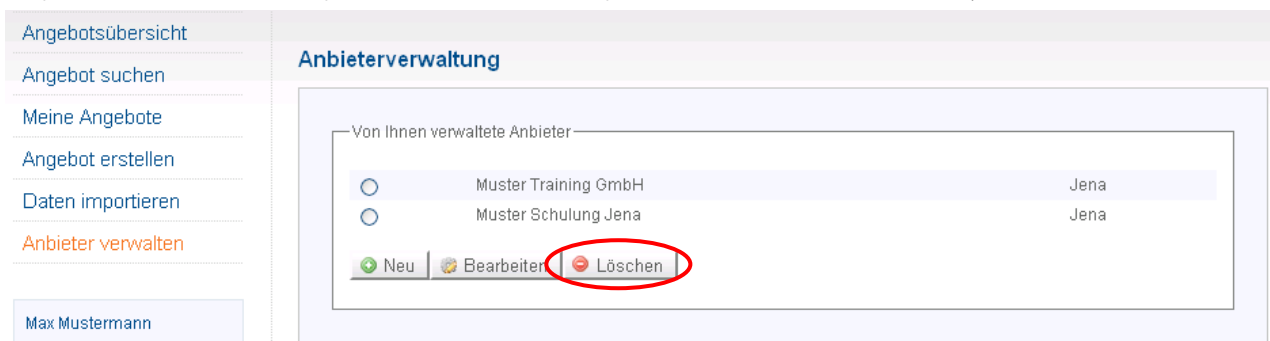 Angebotsübersicht
Angebot suchen
Meine Angebote
Angebot erstellen
Daten importieren
Anbieter verwalten
Max Mustermann
Anbieterverwaltung
Von Ihnen verwaltete Anbieter
Muster Training GmbH Jena
Muster Schulung Jena Jena
Neu Bearbeiten Löschen